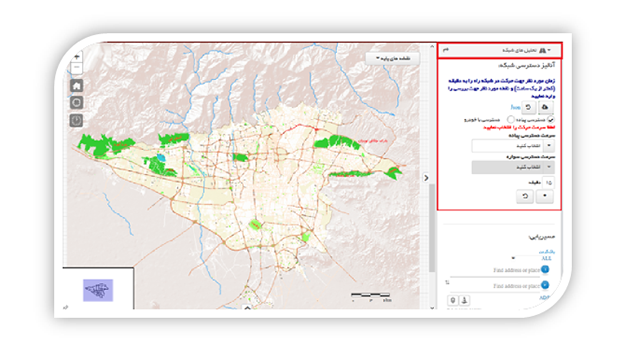 تحلیل های شبکه
آنالیز دسترسی شبکه:
زمان مورد نظر جهت حرکت در شبکه راه را به دقیقه
(کمتر از یک ساعت) و نقطه مورد نظر جهت بررسی را
وارد نمایید
دسترسی پیاده دسترسی با خودرو
لطفا سرعت حرکت را انتخاب نمایید
سرعت دسترسی پیاده
انتخاب کنید
سرعت دسترسی سواره
انتخاب کنید
15 دقیقه
مسیریابی:
ALL
Find address or place
Find address or place
ADD
نقشه های پایه